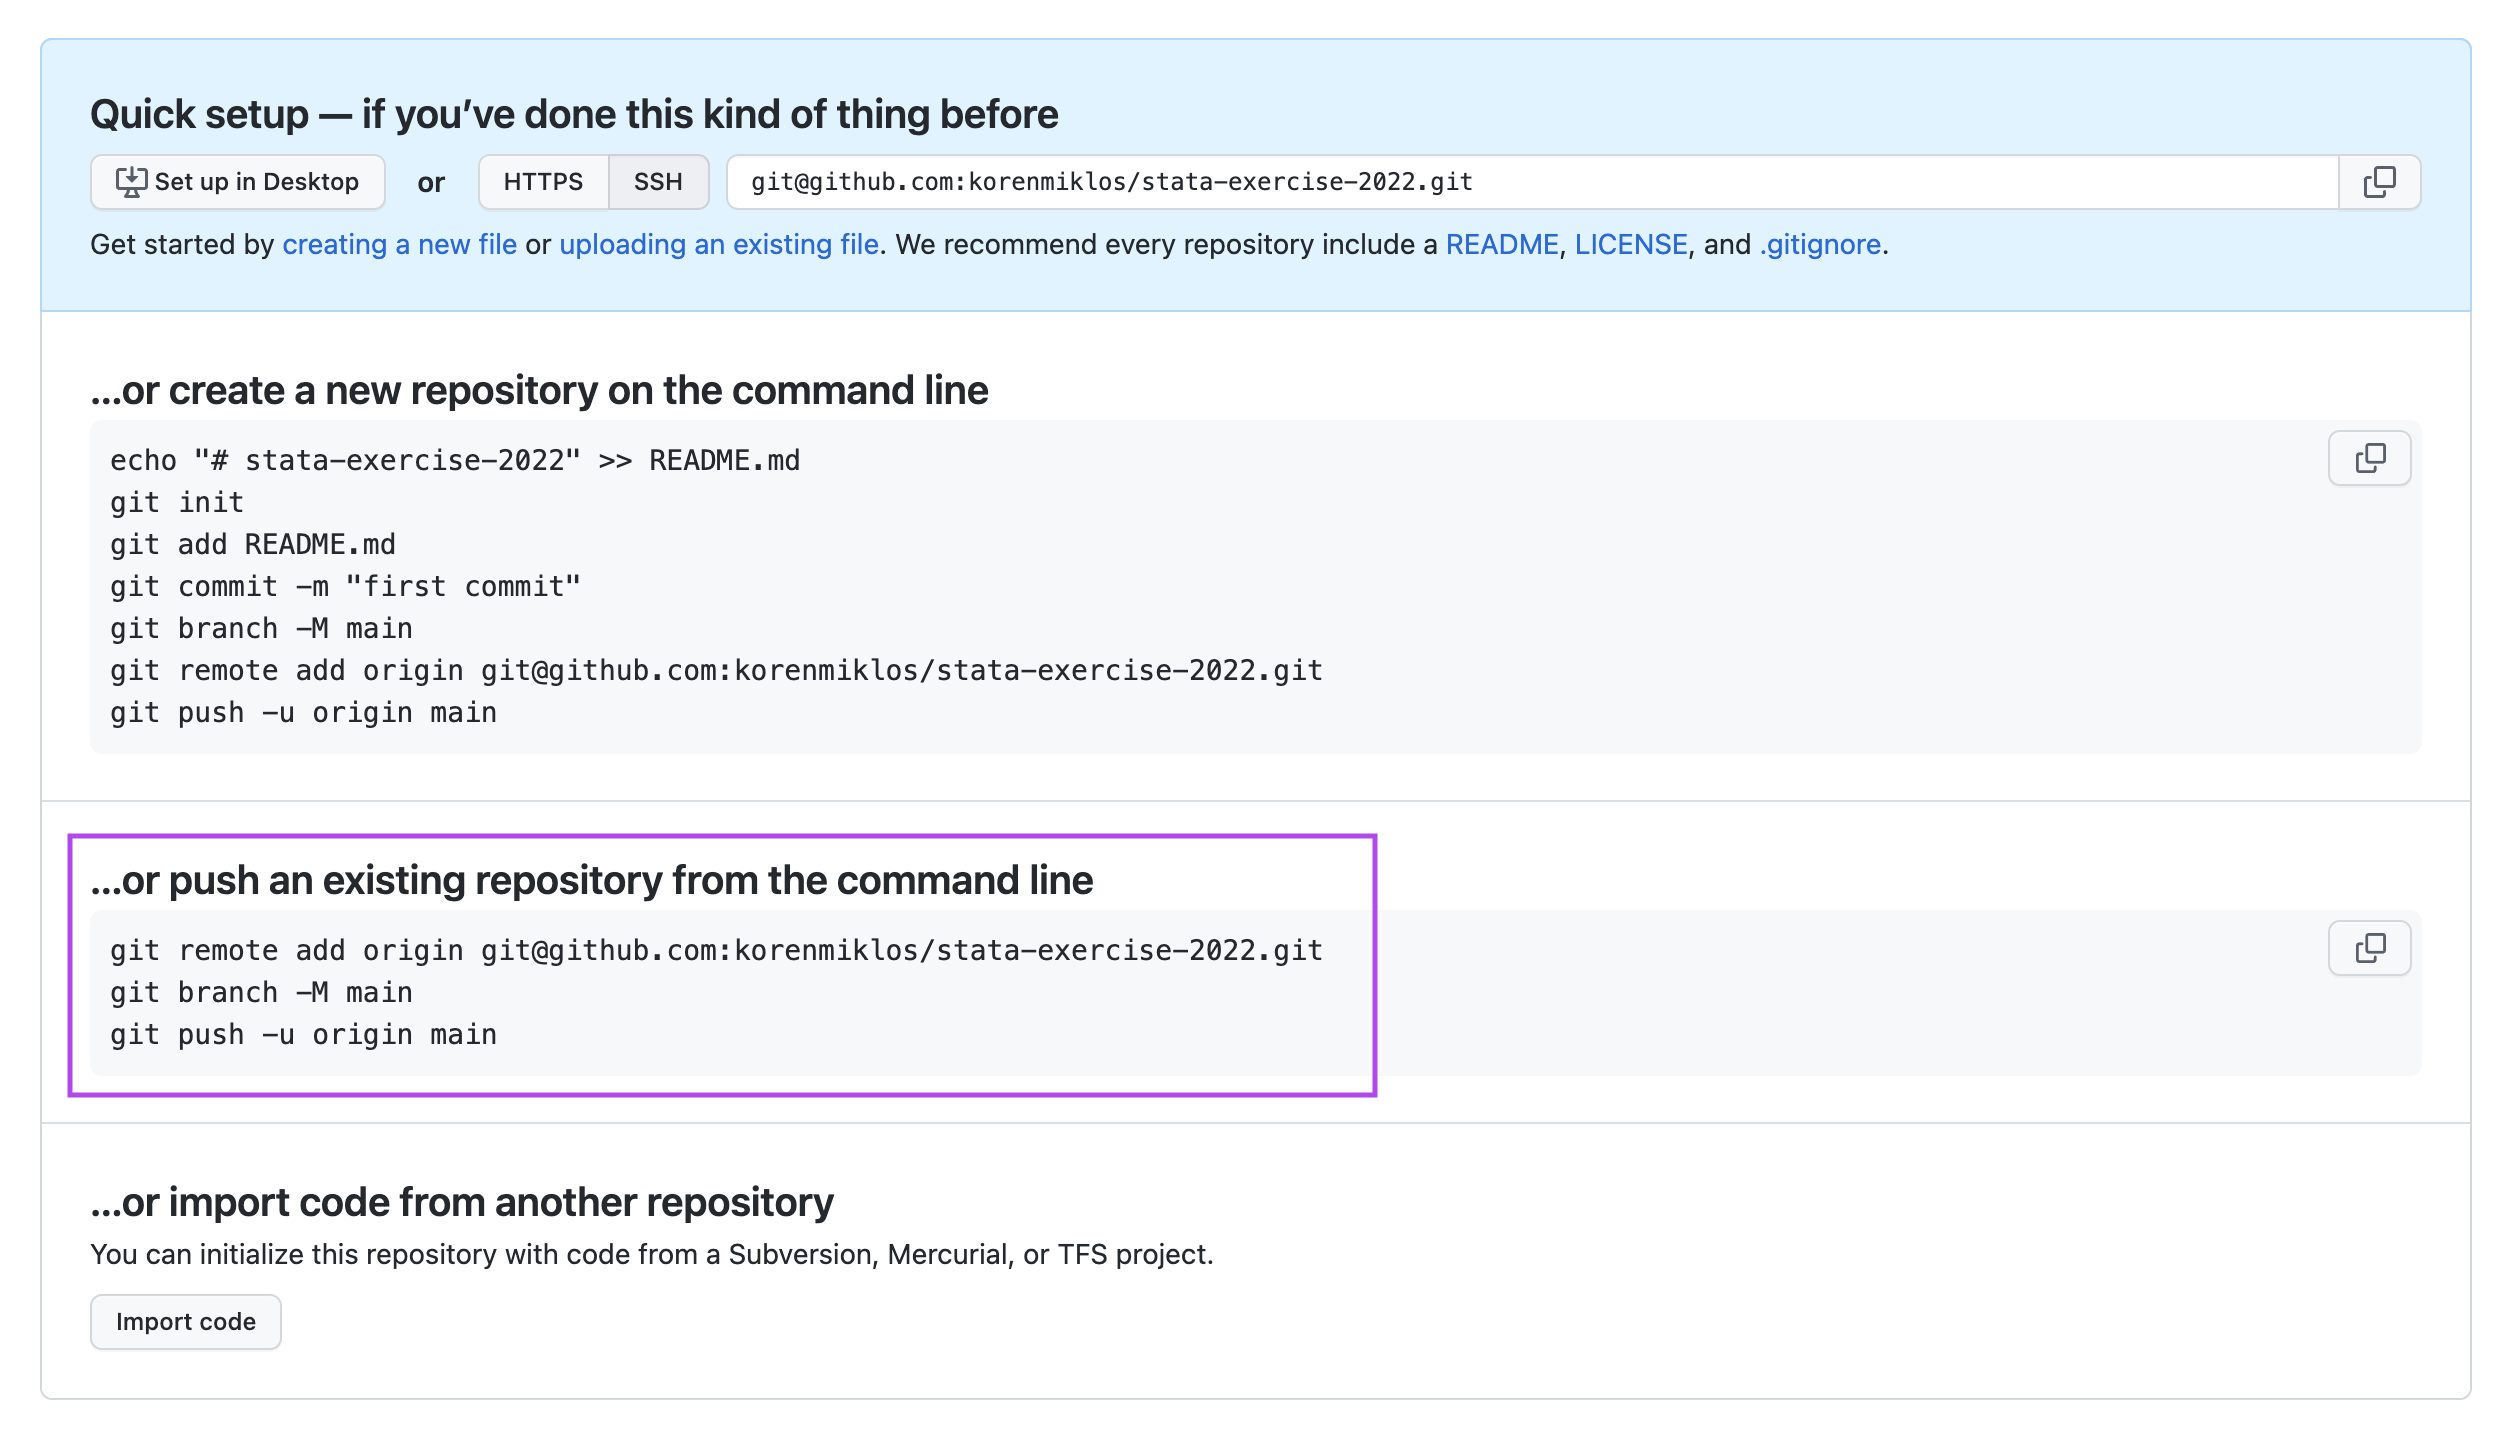 Quick setup — if you’ve done this kind of thing before
Set up in Desktop or HTTPS SSH git@github.com:korenmiklos/stata-exercise-2022.git
Get started by creating a new file or uploading an existing file. We recommend every repository include a README, LICENSE, and .gitignore.
...or create a new repository on the command line
echo "# stata-exercise-2022" >> README.md
git init
git add README.md
git commit -m "first commit"
git branch -M main
git remote add origin git@github.com:korenmiklos/stata-exercise-2022.git
git push -u origin main
...or push an existing repository from the command line
git remote add origin git@github.com:korenmiklos/stata-exercise-2022.git
git branch -M main
git push -u origin main
...or import code from another repository
You can initialize this repository with code from a Subversion, Mercurial, or TFS project.
Import code